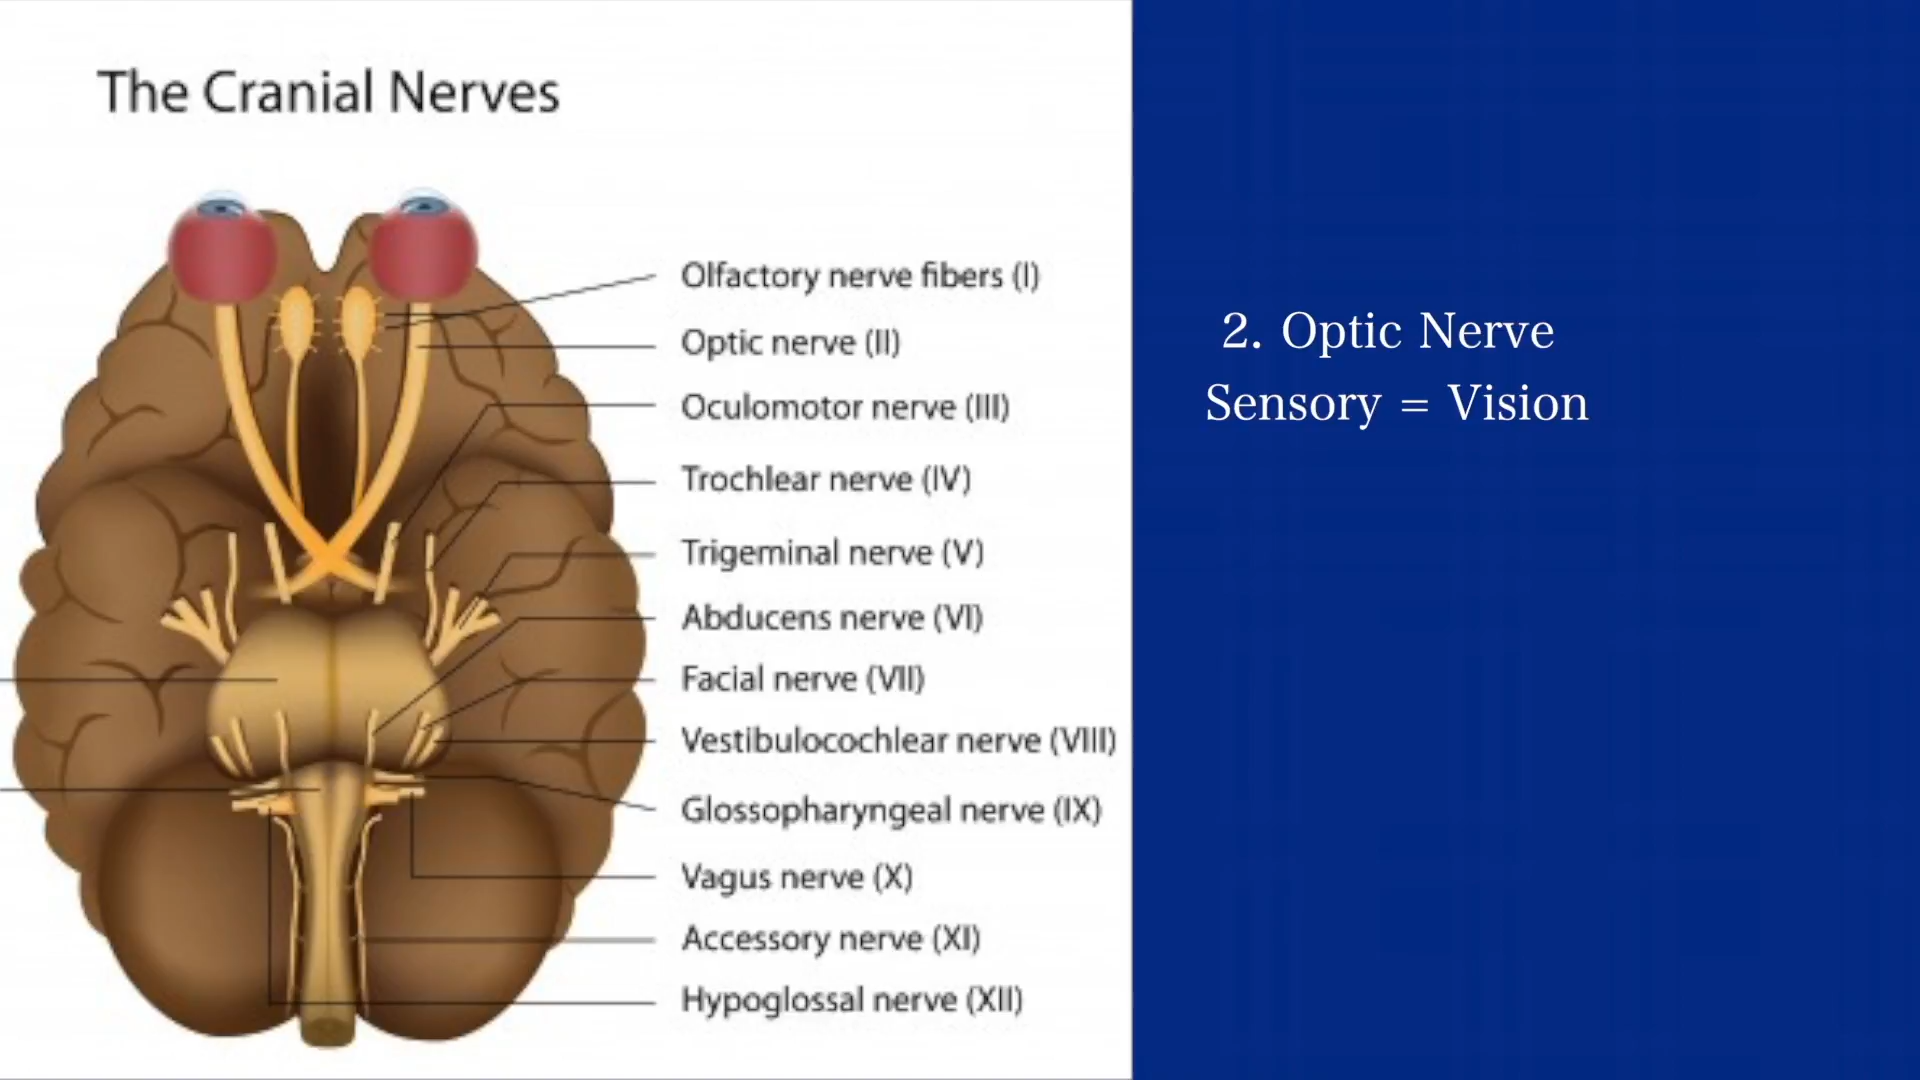 The Cranial Nerves
Olfactory nerve fibers (I)
Optic nerve (II)
Oculomotor nerve (III)
Trochlear nerve (IV)
Trigeminal nerve (V)
Abducens nerve (VI)
Facial nerve (VII)
Vestibulocochlear nerve (VIII)
Glossopharyngeal nerve (IX)
Vagus nerve (X)
Accessory nerve (XI)
Hypoglossal nerve (XII)
2. Optic Nerve
Sensory = Vision